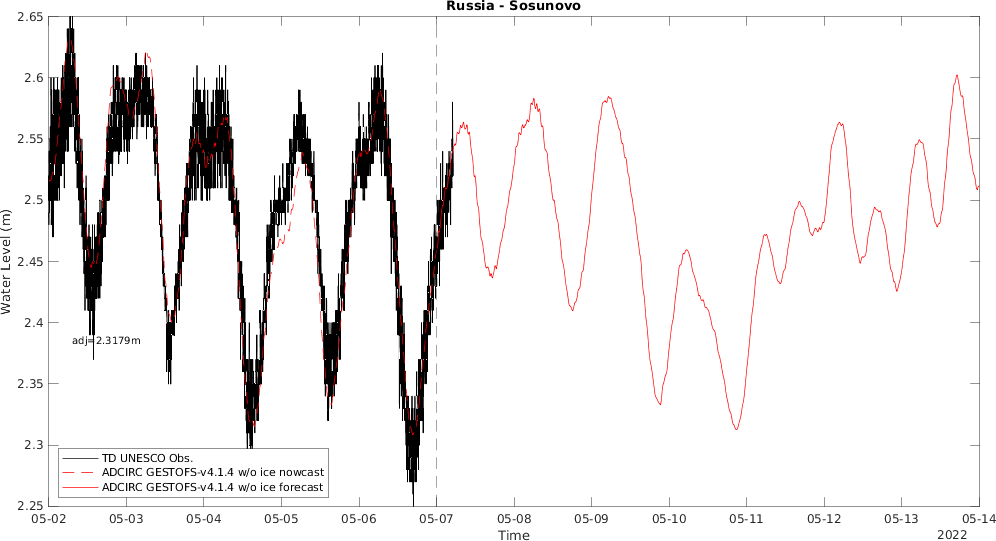 Russia - Sosunovo
2.65
2.6
2.55
2.5
2.45
2.4
2.35
2.3
2.25
Water Level (m)
adj=2.3179m
TD UNESCO Obs.
ADCIRC GESTOFS-v4.1.4 w/o ice nowcast
ADCIRC GESTOFS-v4.1.4 w/o ice forecast
05-02 05-03 05-04 05-05 05-06 05-07 05-08 05-09 05-10 05-11 05-12 05-13 05-14
Time
2022